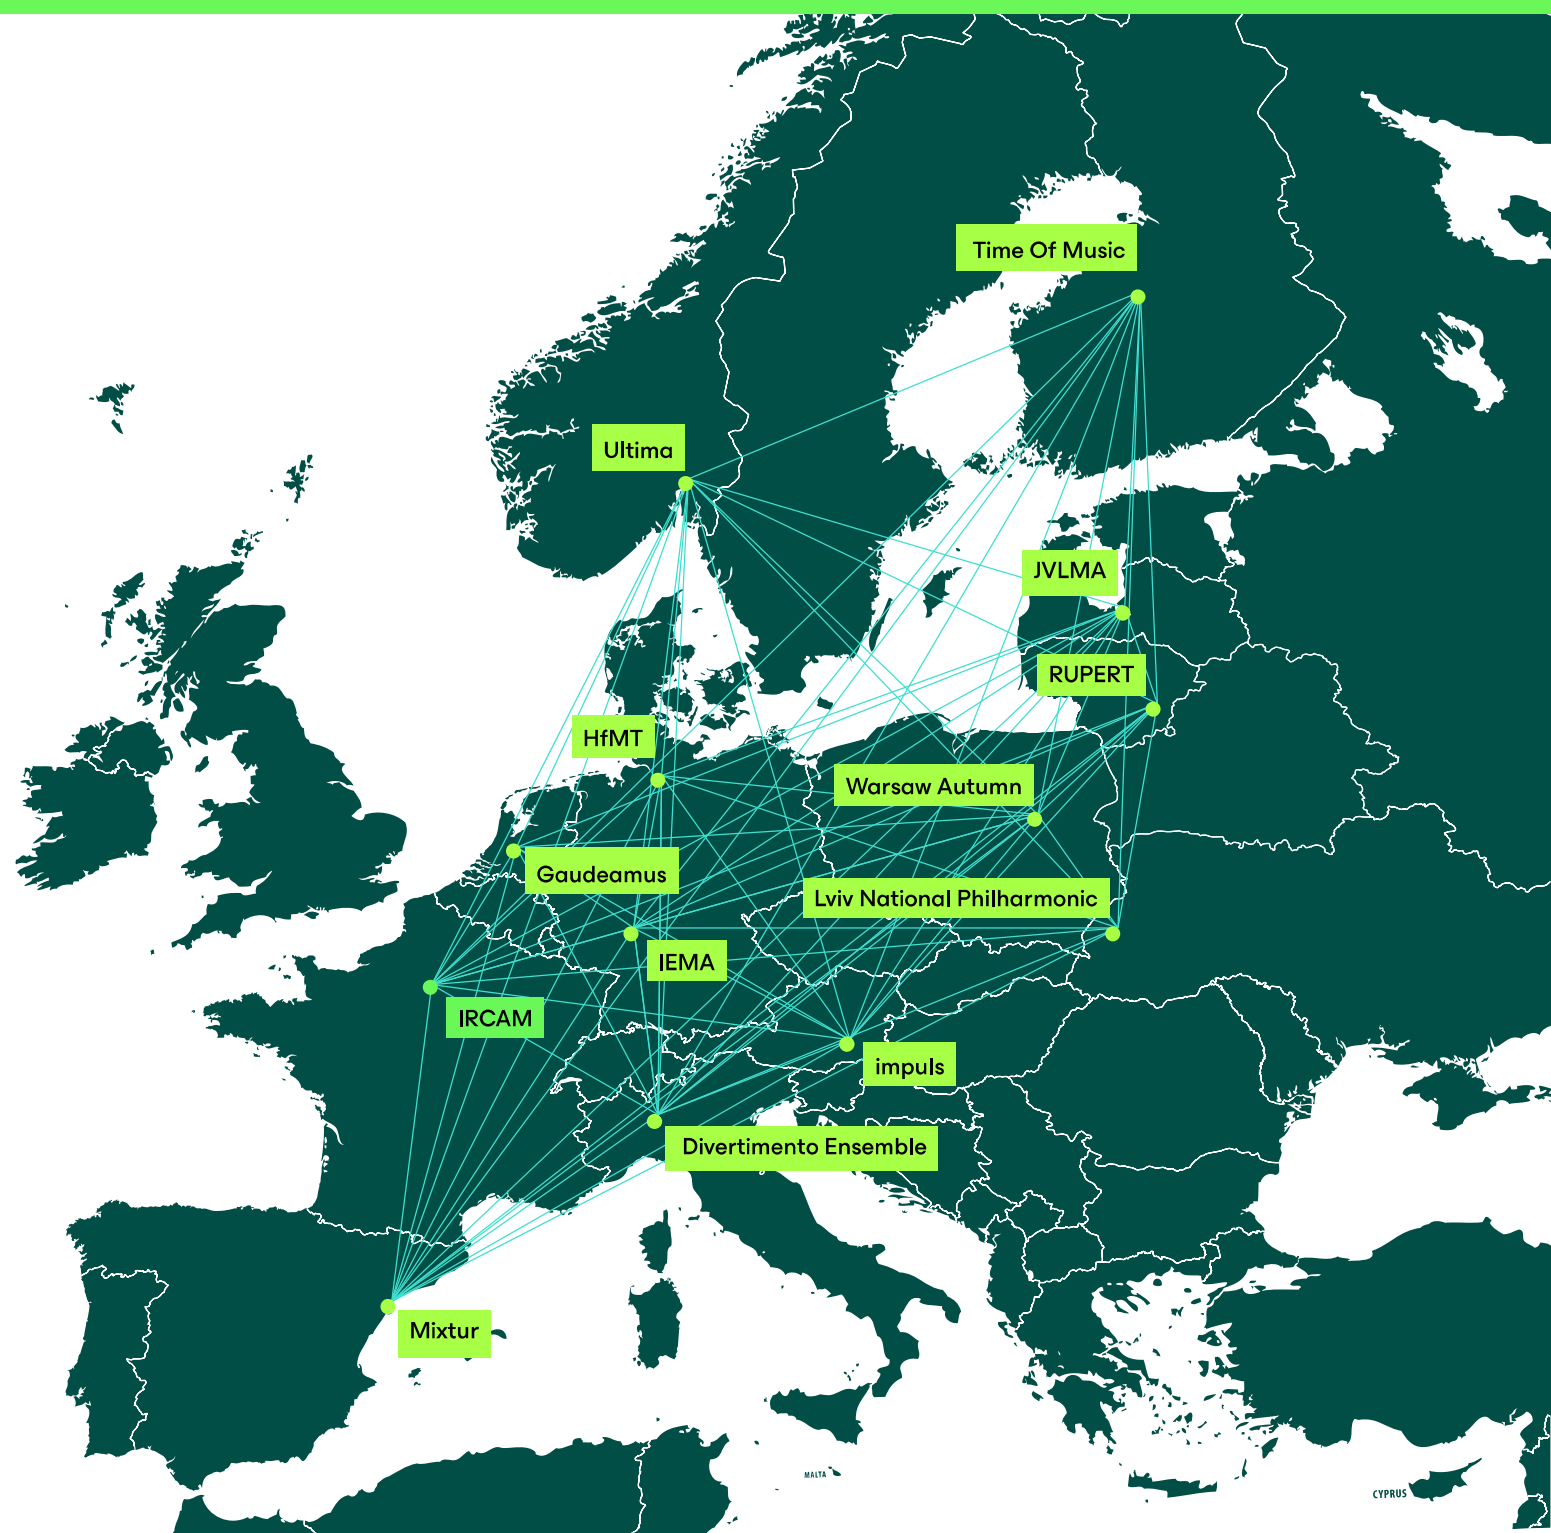 Time Of Music
Ultima
JVLMA
RUPERT
HfMT
Warsaw Autumn
Gaudeamus
Lviv National Philharmonic
IEMA
IRCAM
impuls
Divertimento Ensemble
Mixtur
MALTA
CYPRUS